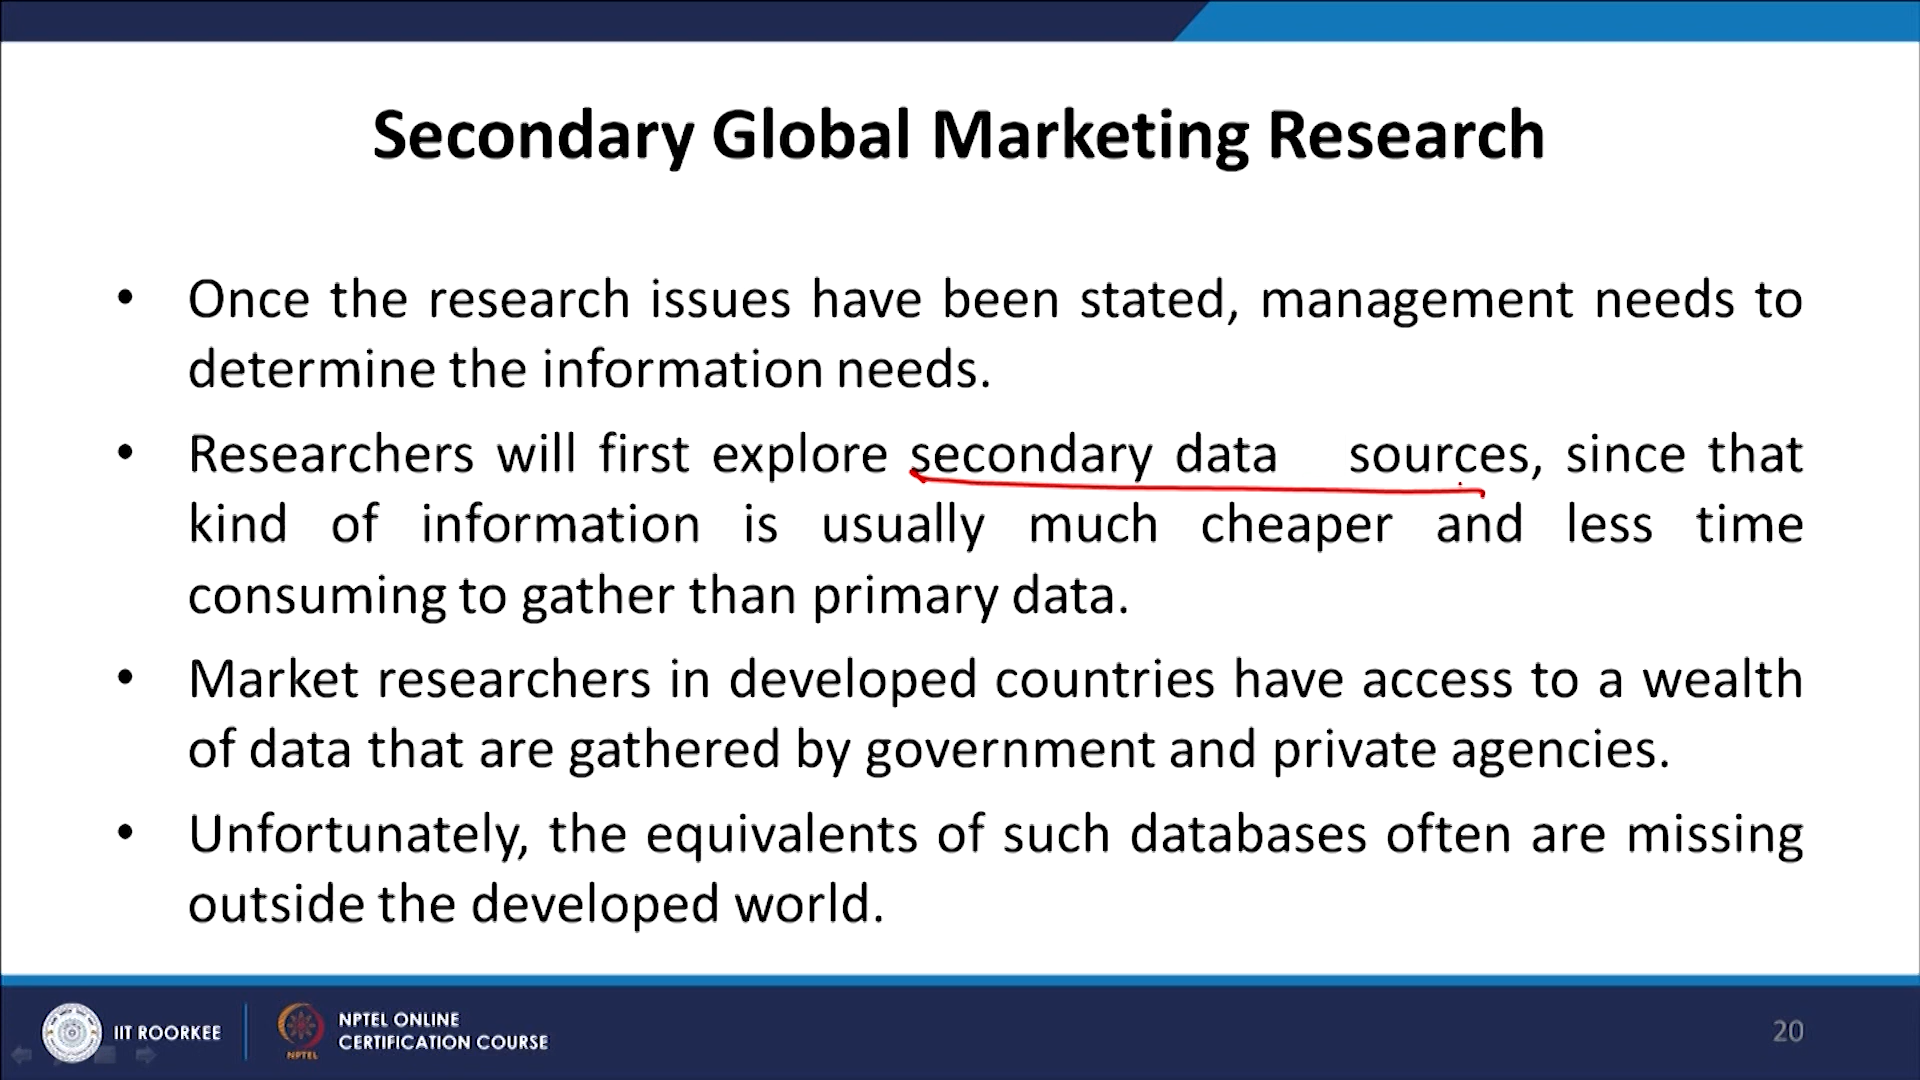 Secondary Global Marketing Research
• Once the research issues have been stated, management needs to
determine the information needs.
• Researchers will first explore secondary data sources, since that
kind of information is usually much cheaper and less time
consuming to gather than primary data.
• Market researchers in developed countries have access to a wealth
of data that are gathered by government and private agencies.
• Unfortunately, the equivalents of such databases often are missing
outside the developed world.
IIT ROORKEE
NPTEL
NPTEL ONLINE
CERTIFICATION COURSE
20